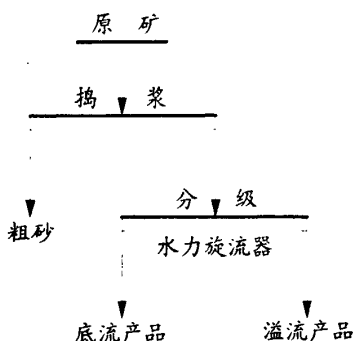 原 矿
捣 浆
分 级
粗砂
水力旋流器
底流产品
溢流产品